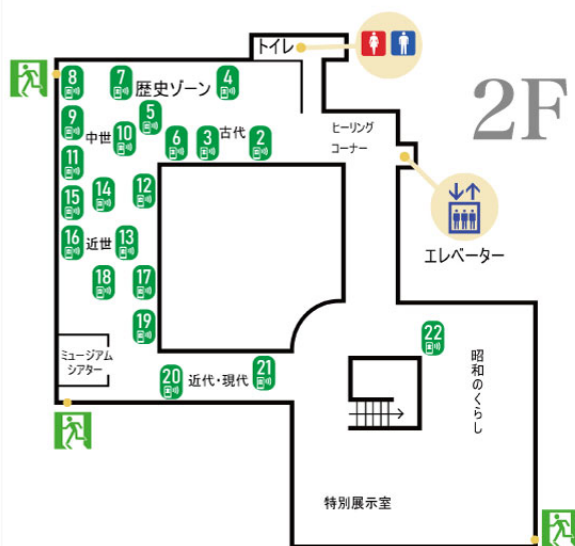 トイレ
2F
8
7
歴史ゾーン
4
9
中世
10
5
6
3
古代
2
ヒーリング
コーナー
11
15
14
12
16
近世
13
エレベーター
18
17
19
ミュージアム
シアター
20
近代・現代
21
22
昭和のくらし
特別展示室